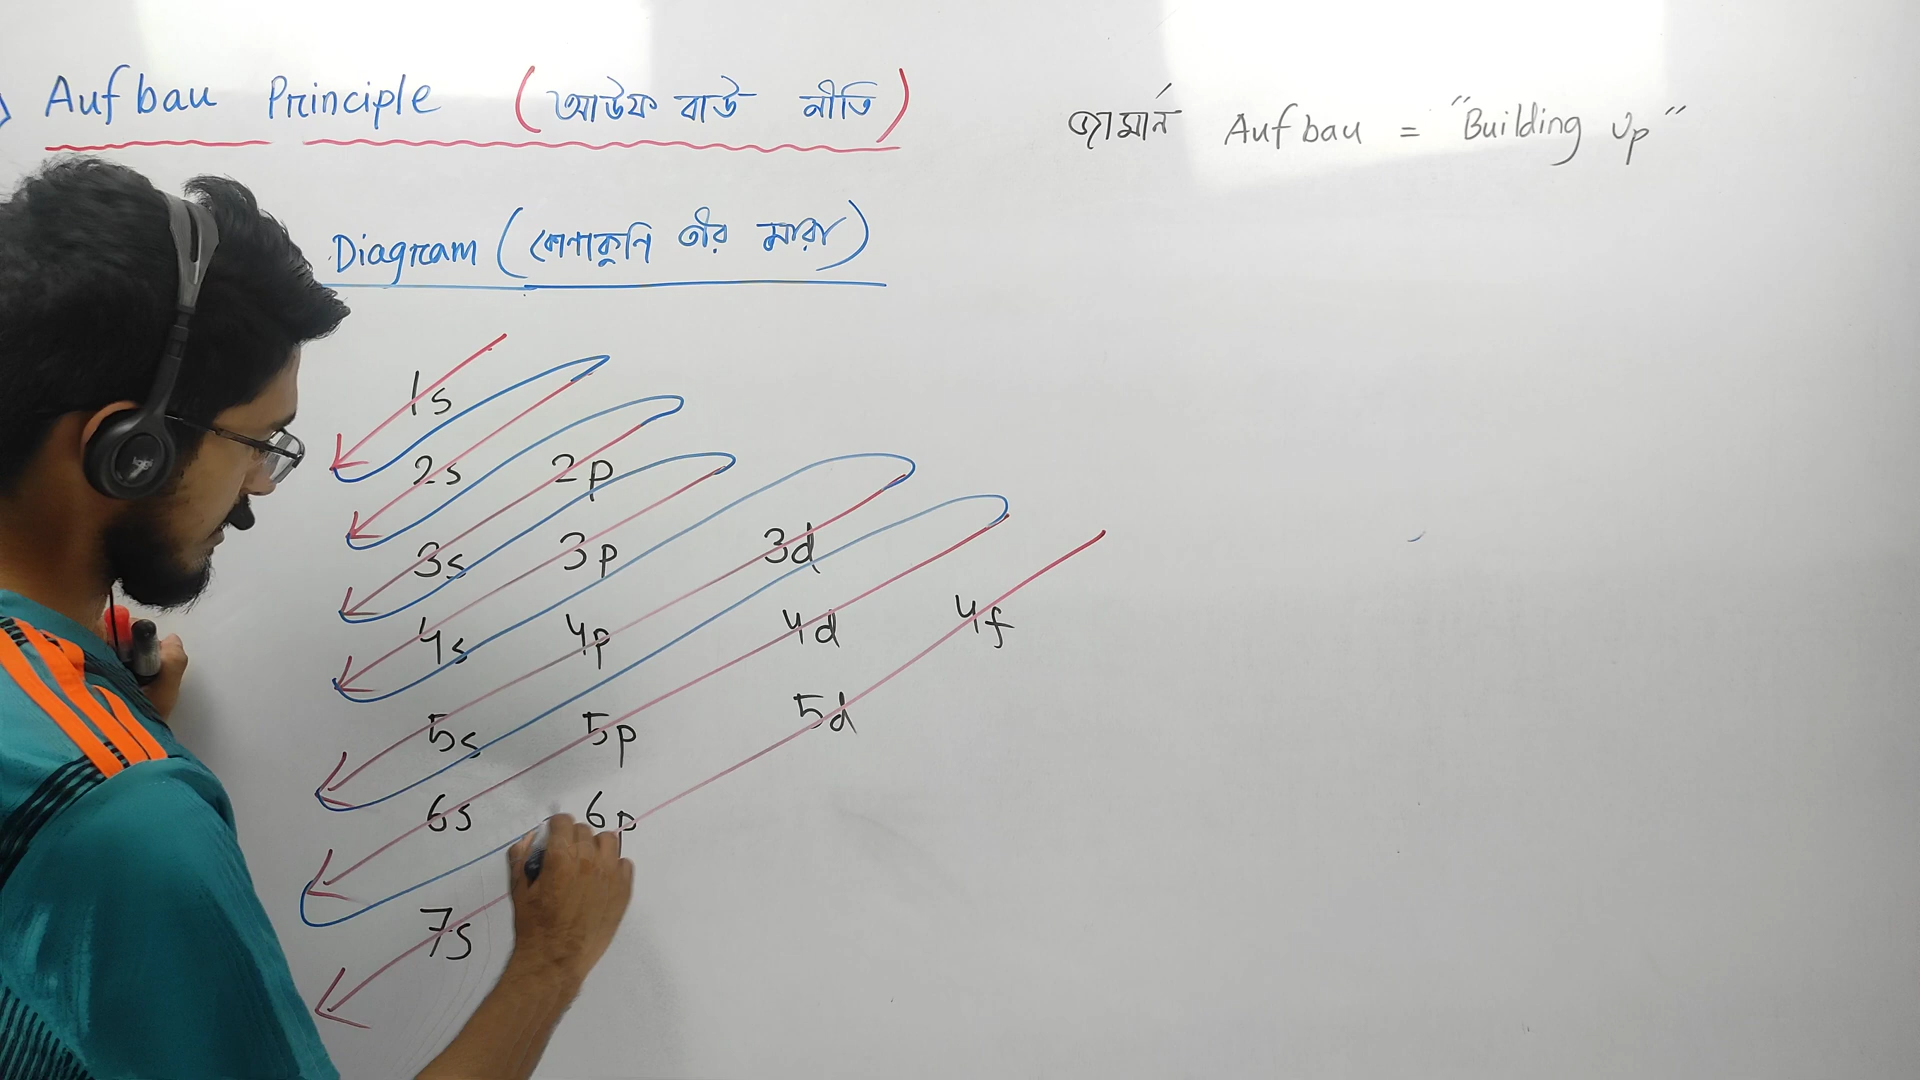 Aufbau Principle (আউফ বাউ নীতি)
জার্মান Aufbau = "Building up"
Diagram (কোণাকুনি তীর মারা)
1s
2s 2p
3s 3p 3d
4s 4p 4d 4f
5s 5p 5d
6s 6p
7s
logi